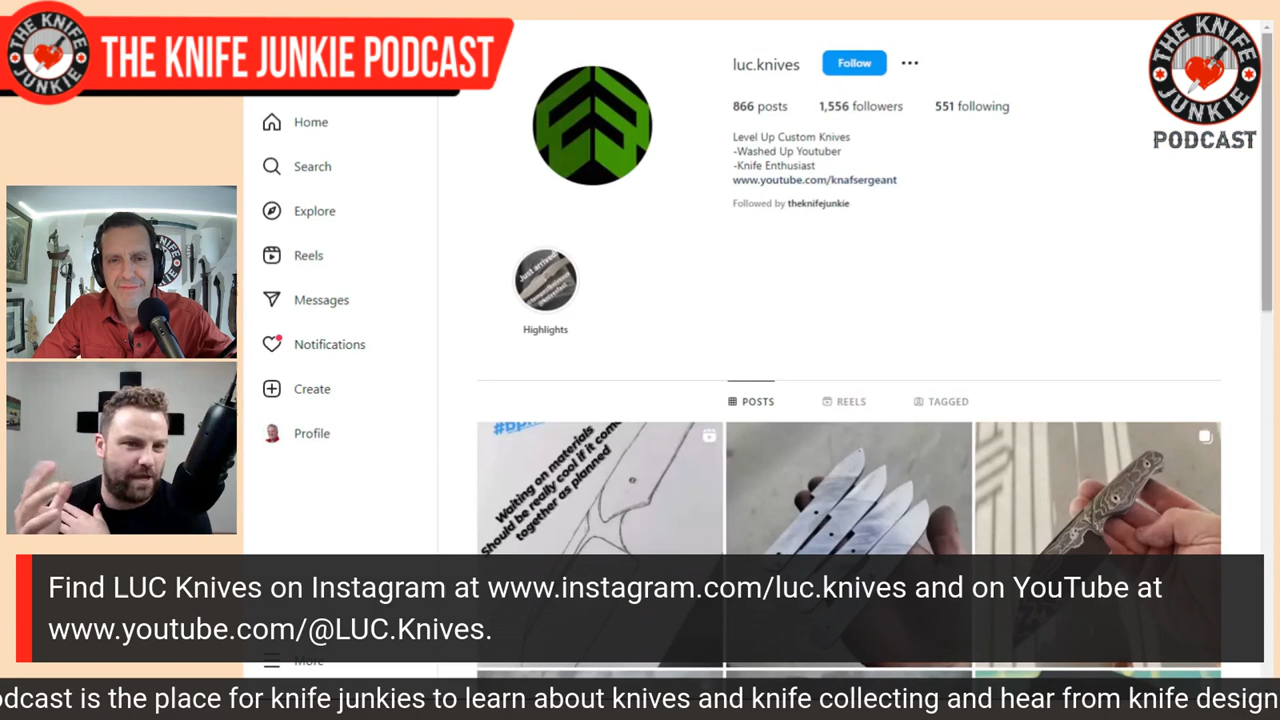 THE KNIFE JUNKIE
THE KNIFE JUNKIE PODCAST
THE KNIFE JUNKIE
PODCAST
luc.knives
Follow
866 posts
1,556 followers
551 following
Level Up Custom Knives
-Washed Up Youtuber
-Knife Enthusiast
www.youtube.com/knafsergeant
Followed by theknifejunkie
Home
Search
Explore
Reels
Messages
Notifications
Create
Profile
More
Just arrived
Highlights
POSTS
REELS
TAGGED
Waiting on materials
Should be really cool if it com
together as planned
Find LUC Knives on Instagram at www.instagram.com/luc.knives and on YouTube at
www.youtube.com/@LUC.Knives.
odcast is the place for knife junkies to learn about knives and knife collecting and hear from knife design